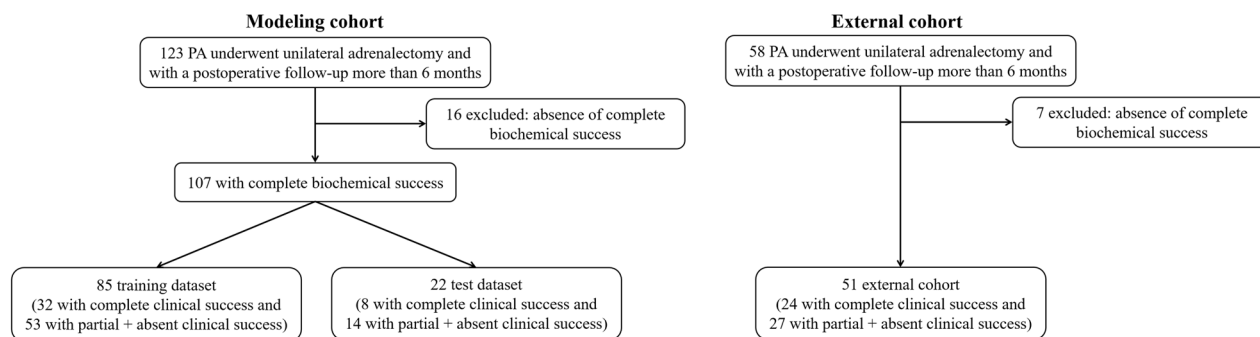 Modeling cohort
123 PA underwent unilateral adrenalectomy and
with a postoperative follow-up more than 6 months
16 excluded: absence of complete
biochemical success
107 with complete biochemical success
85 training dataset
(32 with complete clinical success and
53 with partial + absent clinical success)
22 test dataset
(8 with complete clinical success and
14 with partial + absent clinical success)
External cohort
58 PA underwent unilateral adrenalectomy and
with a postoperative follow-up more than 6 months
7 excluded: absence of complete
biochemical success
51 external cohort
(24 with complete clinical success and
27 with partial + absent clinical success)